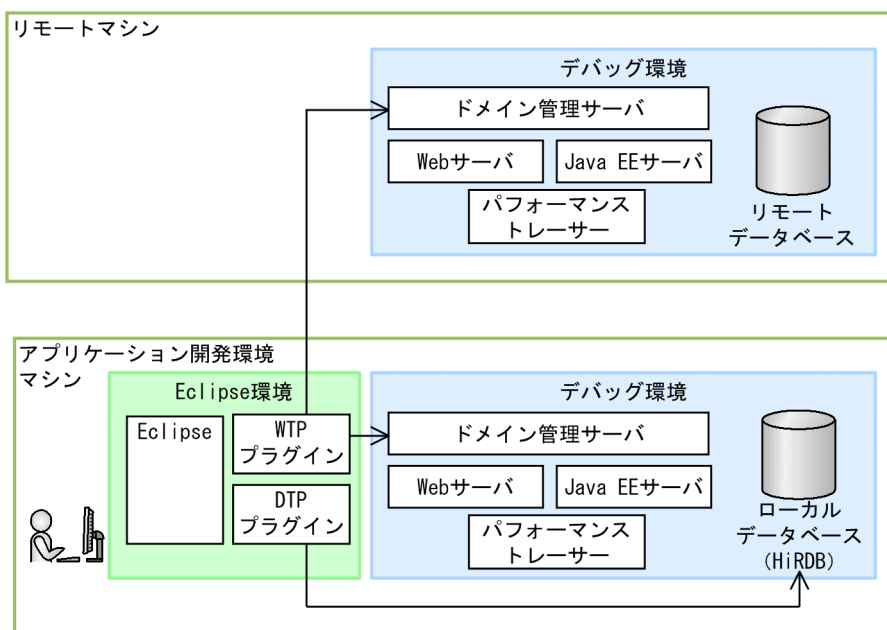 リモートマシン
デバッグ環境
ドメイン管理サーバ
Webサーバ
Java EEサーバ
パフォーマンス
トレーサー
リモート
データベース
アプリケーション開発環境
マシン
Eclipse環境
Eclipse
WTP
プラグイン
DTP
プラグイン
デバッグ環境
ドメイン管理サーバ
Webサーバ
Java EEサーバ
パフォーマンス
トレーサー
ローカル
データベース
(HiRDB)